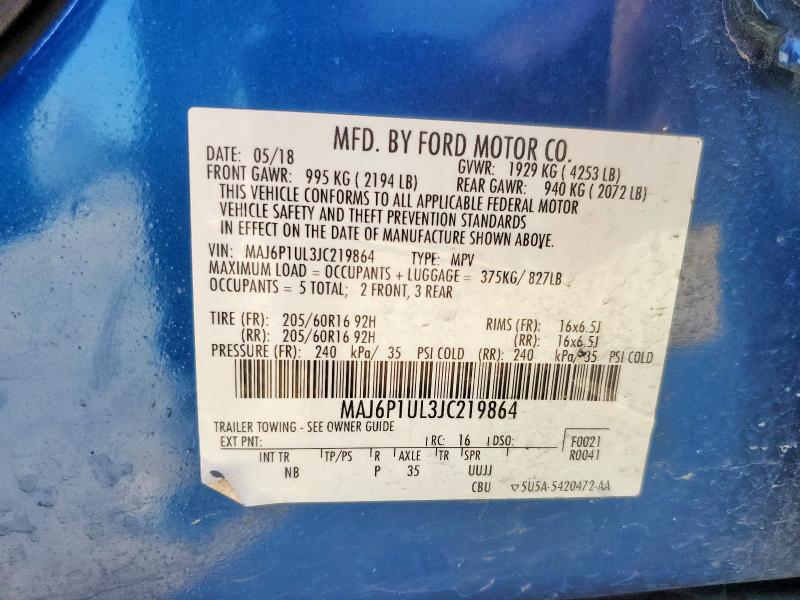 MFD. BY FORD MOTOR CO.
DATE: 05/18 GVWR: 1929 KG ( 4253 LB)
FRONT GAWR: 995 KG ( 2194 LB) REAR GAWR: 940 KG ( 2072 LB)
THIS VEHICLE CONFORMS TO ALL APPLICABLE FEDERAL MOTOR
VEHICLE SAFETY AND THEFT PREVENTION STANDARDS
IN EFFECT ON THE DATE OF MANUFACTURE SHOWN ABOVE.
VIN: MAJ6P1UL3JC219864 TYPE: MPV
MAXIMUM LOAD = OCCUPANTS + LUGGAGE = 375KG/ 827LB
OCCUPANTS = 5 TOTAL; 2 FRONT, 3 REAR
TIRE (FR): 205/60R16 92H RIMS (FR): 16x6.5J
(RR): 205/60R16 92H (RR): 16x6.5J
PRESSURE (FR): 240 kPa/ 35 PSI COLD (RR): 240 kPa/ 35 PSI COLD
MAJ6P1UL3JC219864
TRAILER TOWING - SEE OWNER GUIDE
EXT PNT: RC: 16 DSO: F0021
R0041
INT TR TP/PS R AXLE TR SPR
NB P 35 UUJJ
CBU 5U5A-5420472-AA